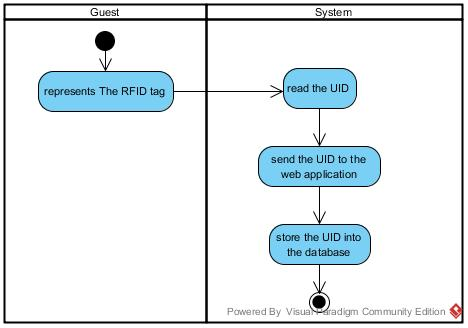 Guest
System
represents The RFID tag
read the UID
send the UID to the
web application
store the UID into
the database
Powered By Visual Paradigm Community Edition